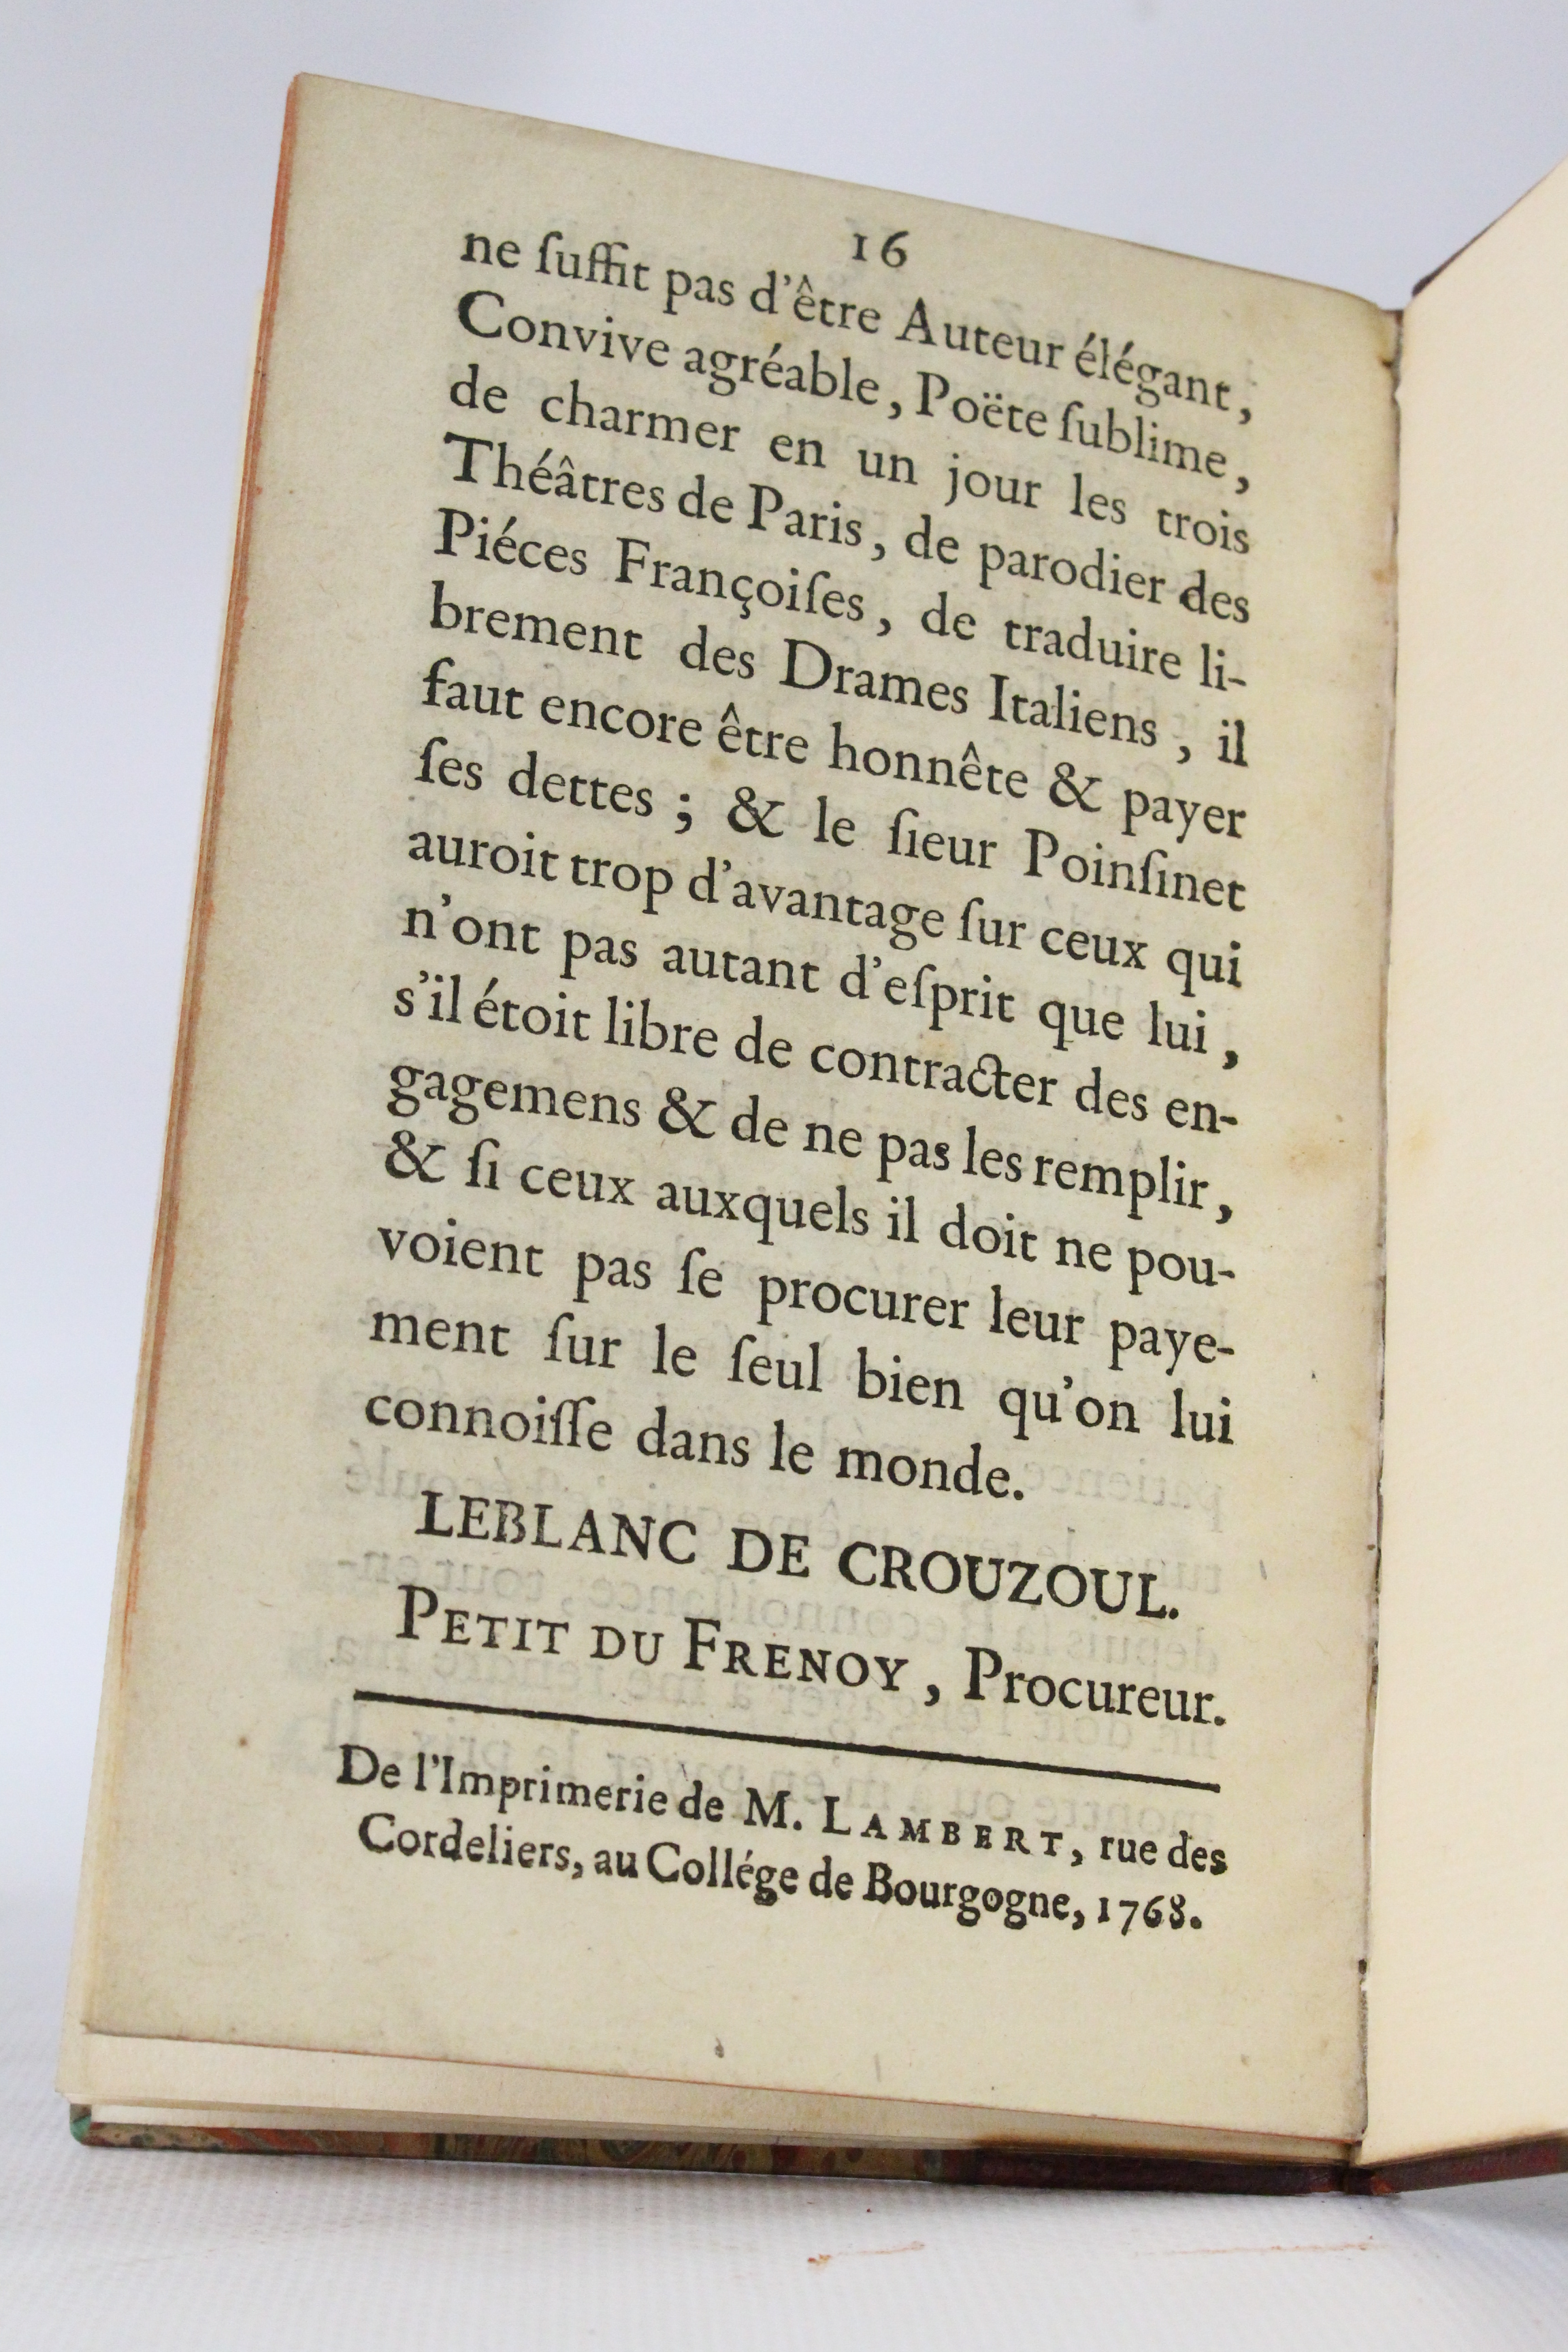 16
ne ſuffit pas d'être Auteur élégant,
Convive agréable, Poëte ſublime,
de charmer en un jour les trois
Théâtres de Paris, de parodier des
Piéces Françoiſes, de traduire li-
brement des Drames Italiens, il
faut encore être honnête & payer
ſes dettes ; & le ſieur Poinſinet
auroit trop d'avantage ſur ceux qui
n'ont pas autant d'eſprit que lui,
s'il étoit libre de contracter des en-
gagemens & de ne pas les remplir,
& ſi ceux auxquels il doit ne pou-
voient pas ſe procurer leur paye-
ment ſur le ſeul bien qu'on lui
connoiſſe dans le monde.
LEBLANC DE CROUZOUL.
PETIT DU FRENOY, Procureur.
De l'Imprimerie de M. LAMBERT, rue des
Cordeliers, au Collége de Bourgogne, 1768.